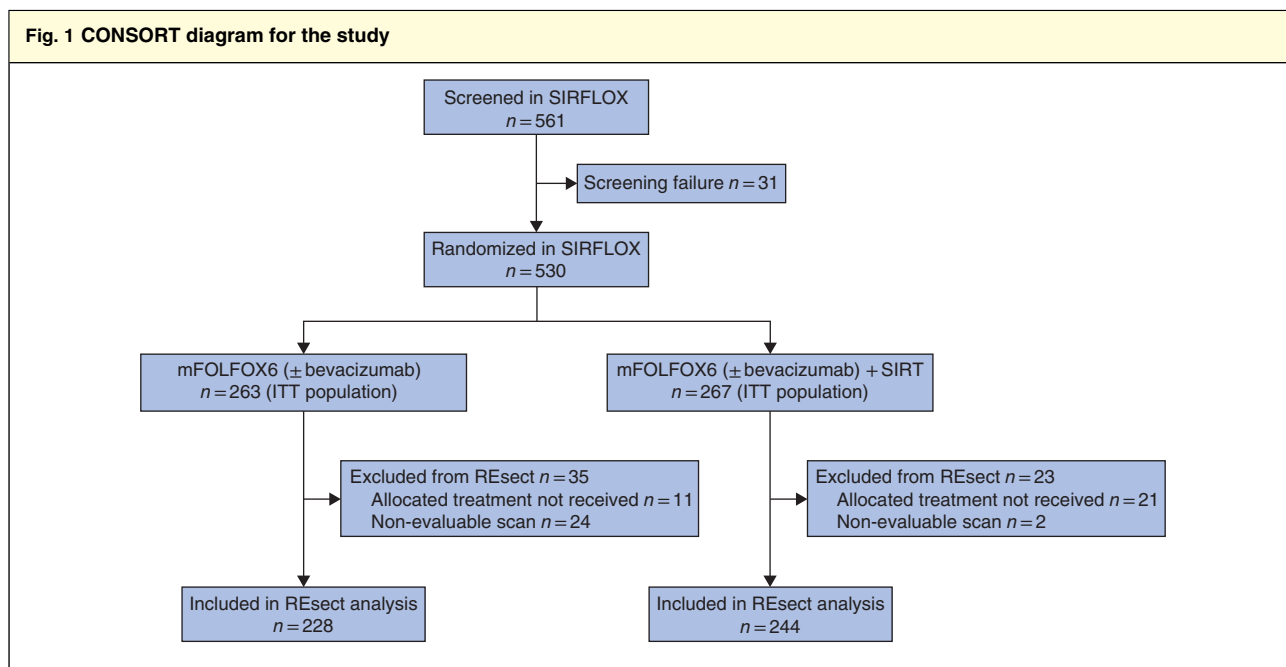 Fig. 1 CONSORT diagram for the study
Screened in SIRFLOX
n = 561
Screening failure n = 31
Randomized in SIRFLOX
n = 530
mFOLFOX6 (± bevacizumab)
n = 263 (ITT population)
mFOLFOX6 (± bevacizumab) + SIRT
n = 267 (ITT population)
Excluded from REsect n = 35
Allocated treatment not received n = 11
Non-evaluable scan n = 24
Excluded from REsect n = 23
Allocated treatment not received n = 21
Non-evaluable scan n = 2
Included in REsect analysis
n = 228
Included in REsect analysis
n = 244